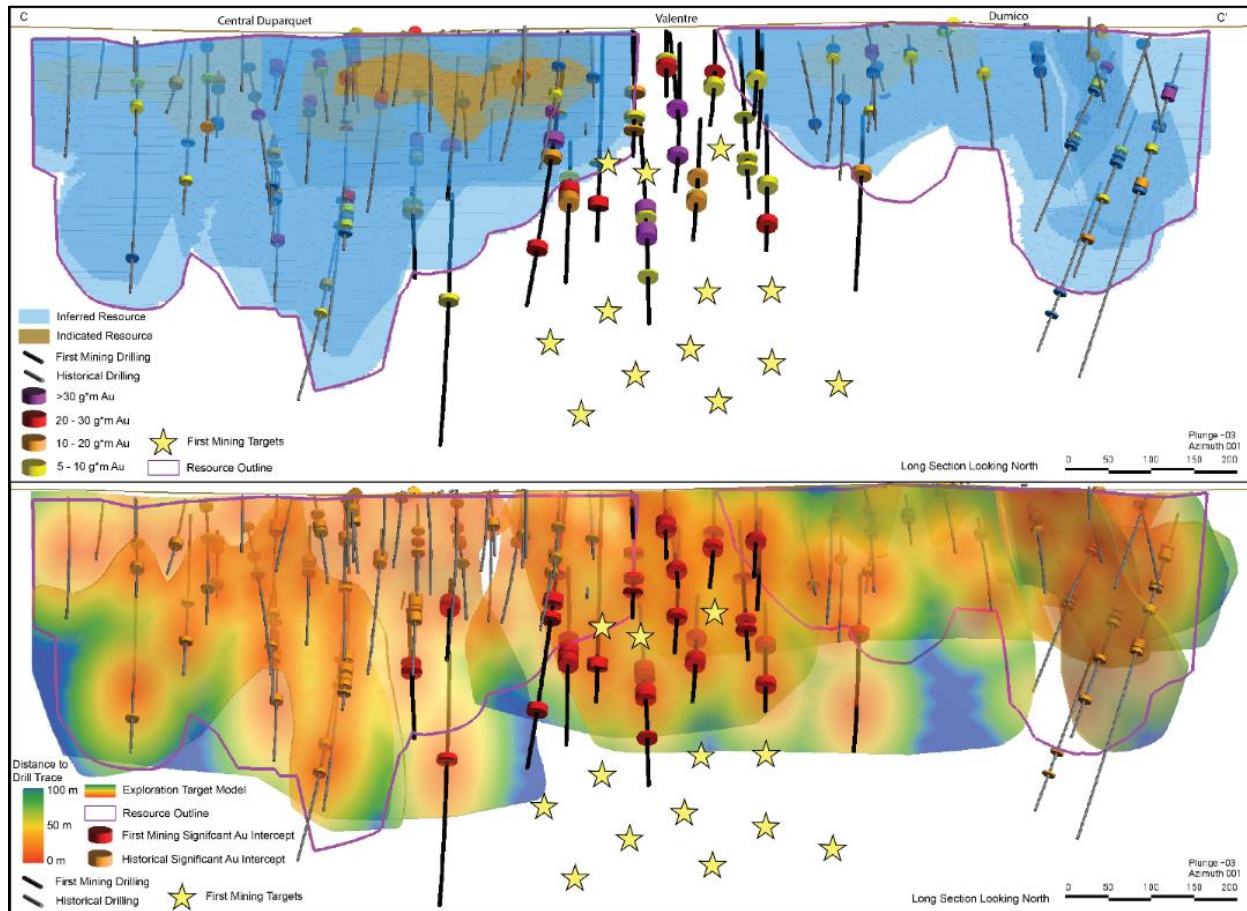 C Central Duparquet Valentre Dumico C'
Inferred Resource
Indicated Resource
First Mining Drilling
Historical Drilling
>30 g*m Au
20 - 30 g*m Au
10 - 20 g*m Au
5 - 10 g*m Au
First Mining Targets
Resource Outline
Plunge -03
Azimuth 001
Long Section Looking North
0 50 100 150 200
Distance to
Drill Trace
100 m
50 m
0 m
Exploration Target Model
Resource Outline
First Mining Signifcant Au Intercept
Historical Significant Au Intercept
First Mining Drilling
Historical Drilling
First Mining Targets
Plunge -03
Azimuth 001
Long Section Looking North
0 50 100 150 200